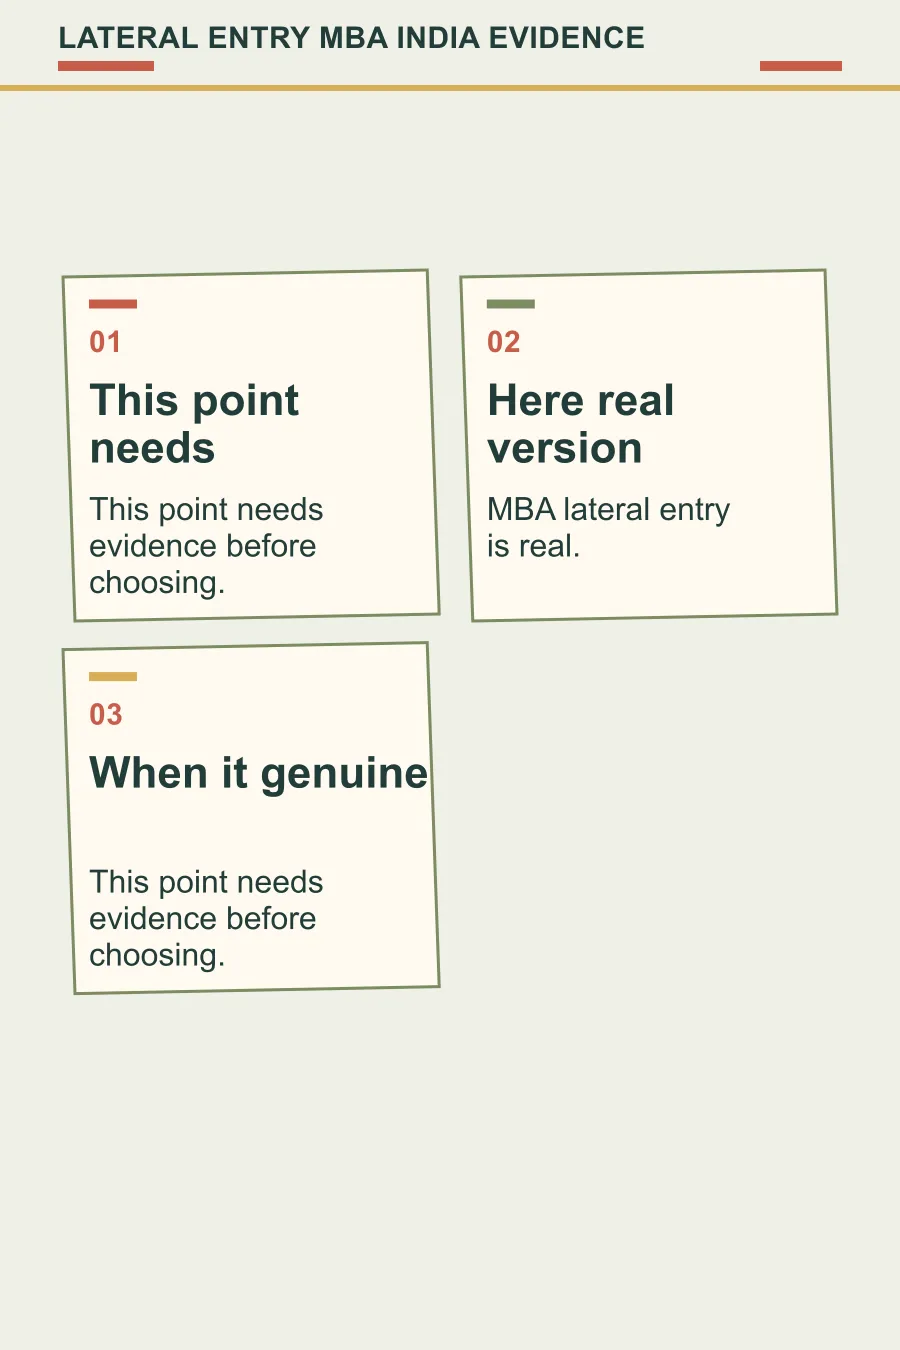 LATERAL ENTRY MBA INDIA EVIDENCE
01
This point
needs
This point needs
evidence before
choosing.
02
Here real
version
MBA lateral entry
is real.
03
When it genuine
This point needs
evidence before
choosing.